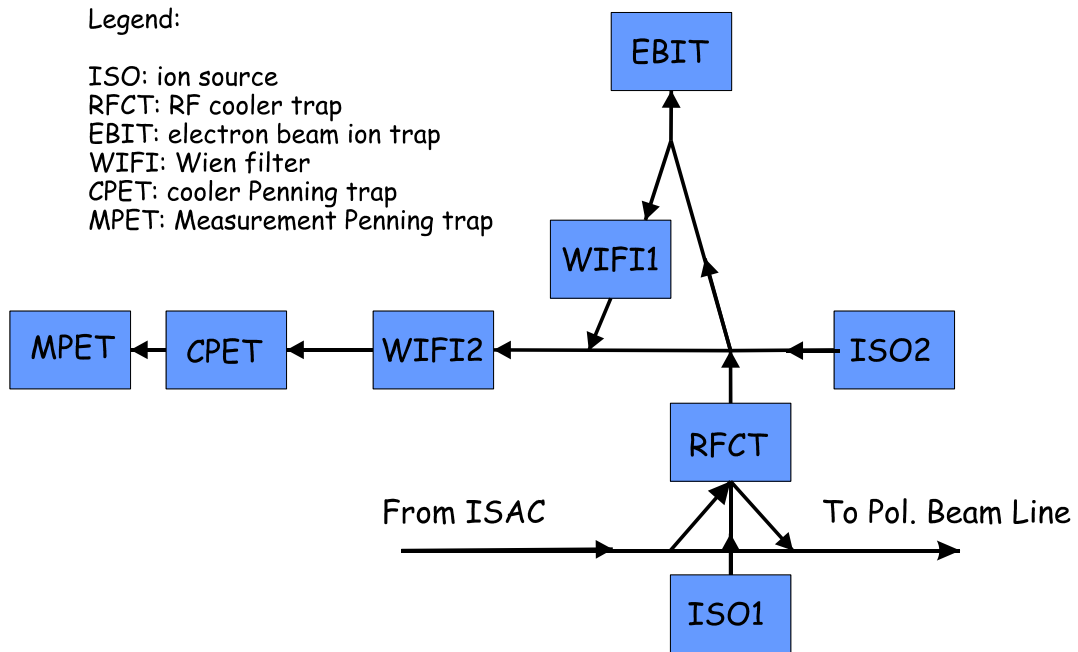 Legend:
ISO: ion source
RFCT: RF cooler trap
EBIT: electron beam ion trap
WIFI: Wien filter
CPET: cooler Penning trap
MPET: Measurement Penning trap
EBIT
WIFI1
MPET
CPET
WIFI2
ISO2
RFCT
From ISAC
To Pol. Beam Line
ISO1